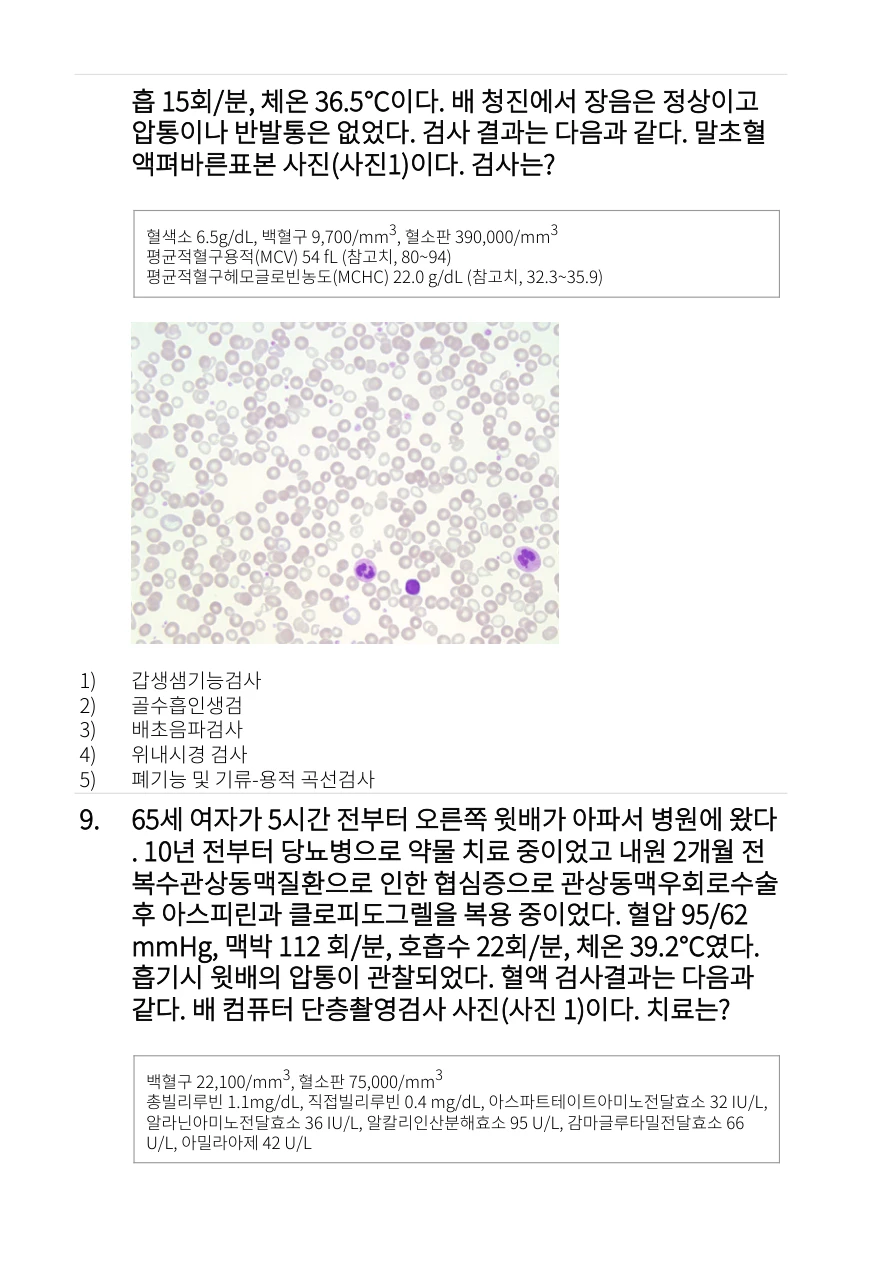 흡 15회/분, 체온 36.5℃이다. 배 청진에서 장음은 정상이고
압통이나 반발통은 없었다. 검사 결과는 다음과 같다. 말초혈
액펴바른표본 사진(사진1)이다. 검사는?
혈색소 6.5g/dL, 백혈구 9,700/mm3, 혈소판 390,000/mm3
평균적혈구용적(MCV) 54 fL (참고치, 80~94)
평균적혈구헤모글로빈농도(MCHC) 22.0 g/dL (참고치, 32.3~35.9)
1) 갑생샘기능검사
2) 골수흡인생검
3) 배초음파검사
4) 위내시경 검사
5) 폐기능 및 기류-용적 곡선검사
9. 65세 여자가 5시간 전부터 오른쪽 윗배가 아파서 병원에 왔다
. 10년 전부터 당뇨병으로 약물 치료 중이었고 내원 2개월 전
복수관상동맥질환으로 인한 협심증으로 관상동맥우회로수술
후 아스피린과 클로피도그렐을 복용 중이었다. 혈압 95/62
mmHg, 맥박 112 회/분, 호흡수 22회/분, 체온 39.2℃였다.
흡기시 윗배의 압통이 관찰되었다. 혈액 검사결과는 다음과
같다. 배 컴퓨터 단층촬영검사 사진(사진 1)이다. 치료는?
백혈구 22,100/mm3, 혈소판 75,000/mm3
총빌리루빈 1.1mg/dL, 직접빌리루빈 0.4 mg/dL, 아스파트테이트아미노전달효소 32 IU/L,
알라닌아미노전달효소 36 IU/L, 알칼리인산분해효소 95 U/L, 감마글루타밀전달효소 66
U/L, 아밀라아제 42 U/L